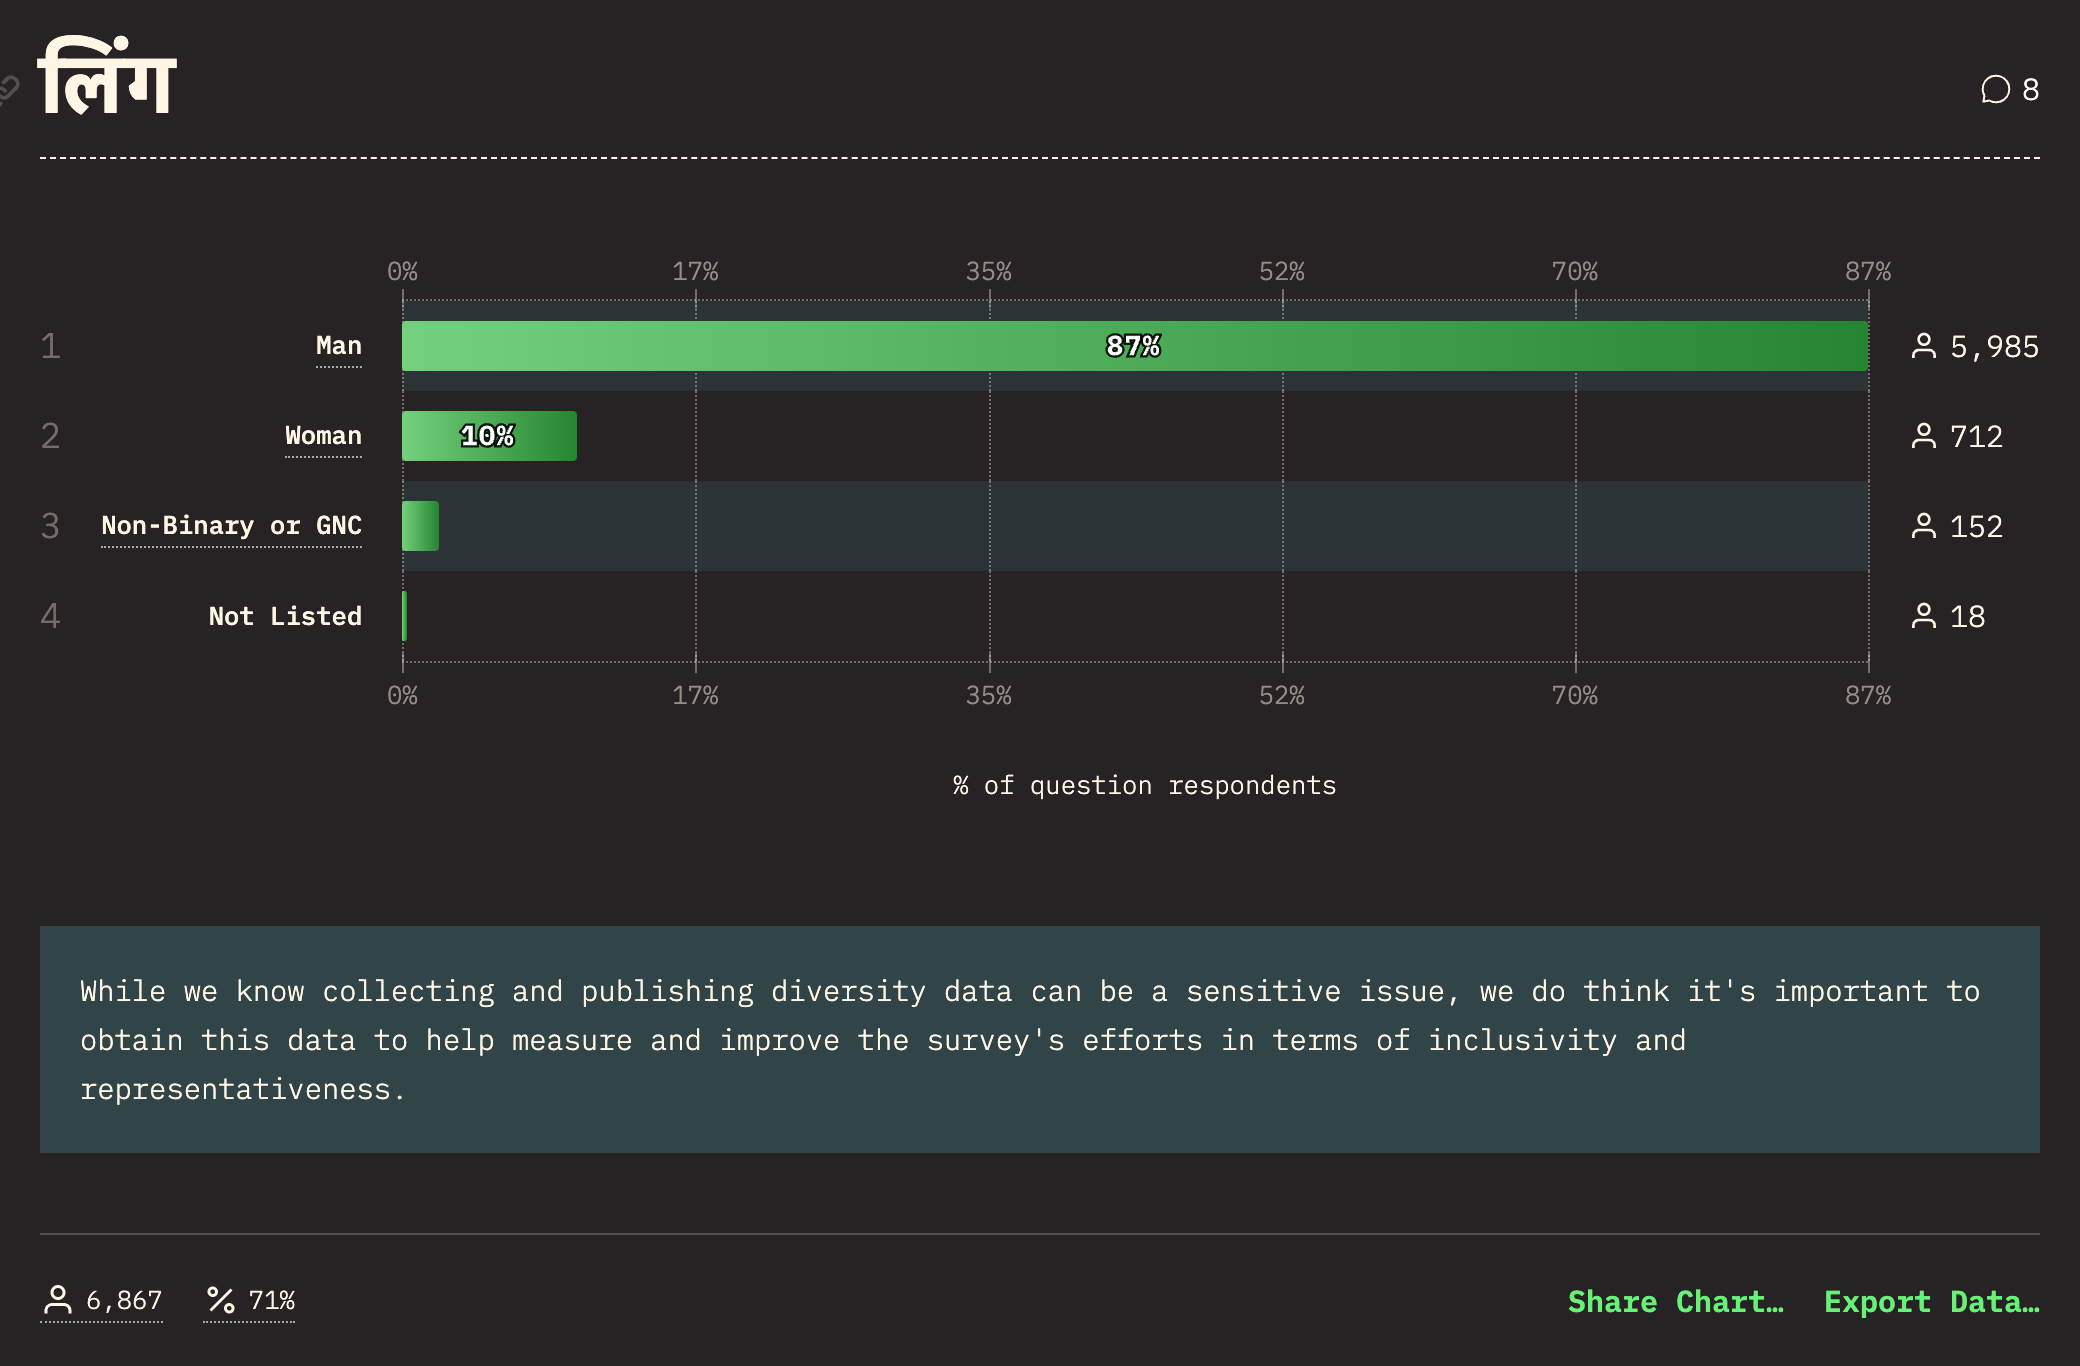 लिंग
8
0% 17% 35% 52% 70% 87%
1 Man 87% 5,985
2 Woman 10% 712
3 Non-Binary or GNC 152
4 Not Listed 18
0% 17% 35% 52% 70% 87%
% of question respondents
While we know collecting and publishing diversity data can be a sensitive issue, we do think it's important to
obtain this data to help measure and improve the survey's efforts in terms of inclusivity and
representativeness.
6,867 71% Share Chart… Export Data…